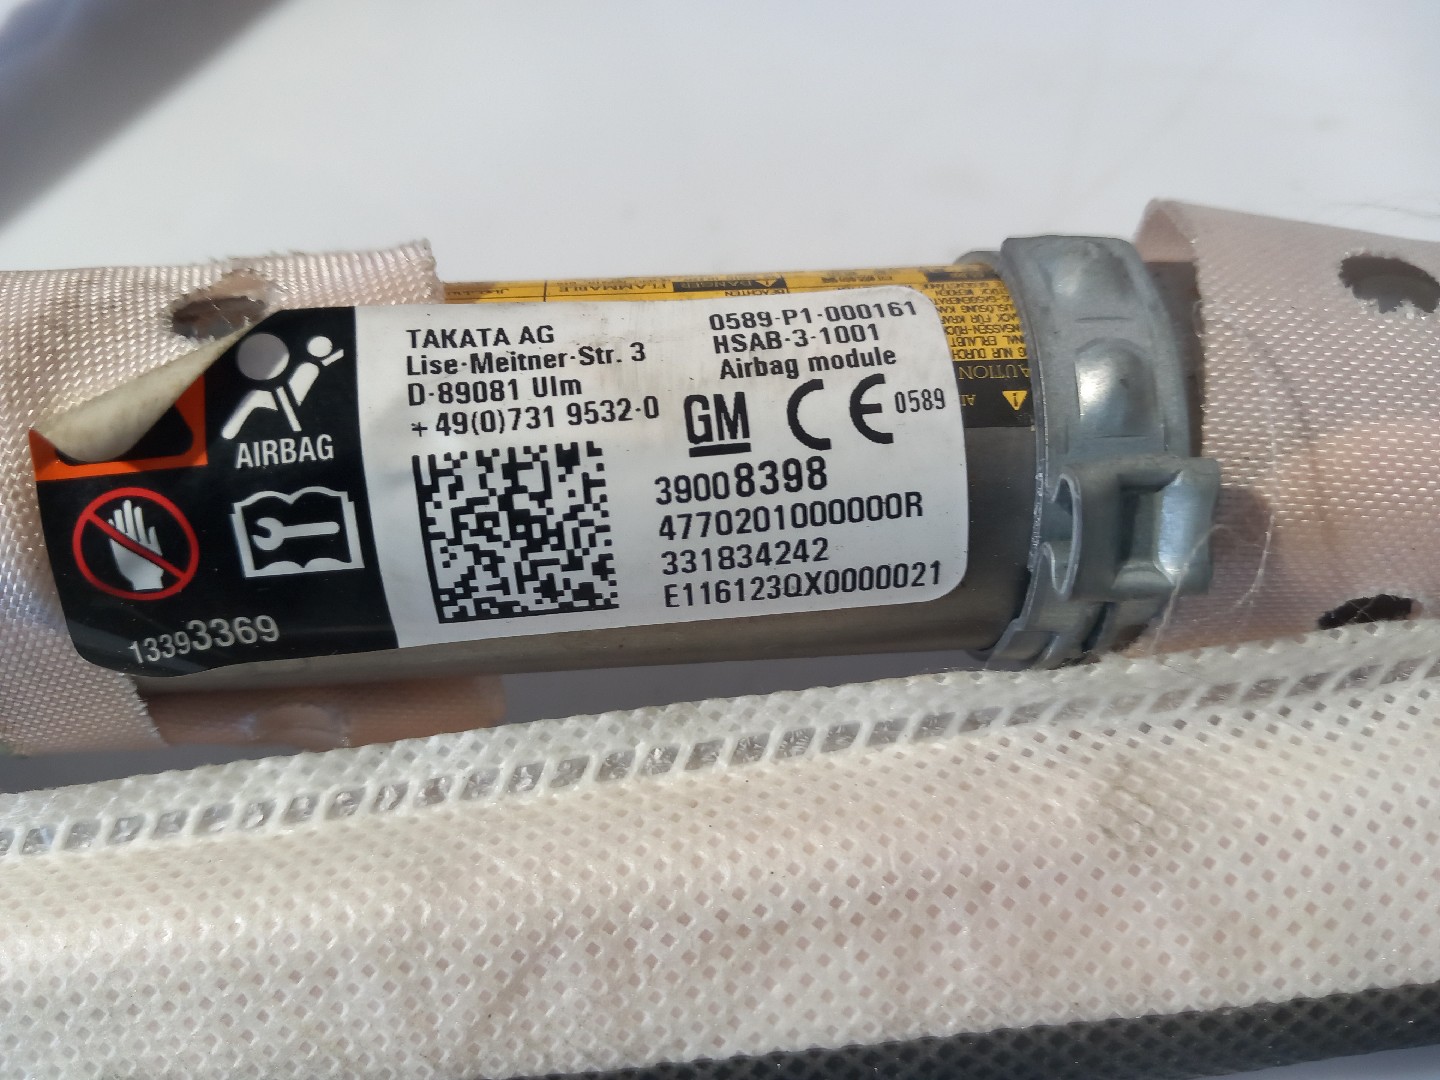 TAKATA AG
Lise-Meitner-Str. 3
D-89081 Ulm
+49(0)731 9532-0
0589-P1-000161
HSAB-3-1001
Airbag module
GM CE 0589
39008398
4770201000000R
331834242
E116123QX0000021
AIRBAG
13393369
FLAMMABLE
DANGER
BEACHTEN